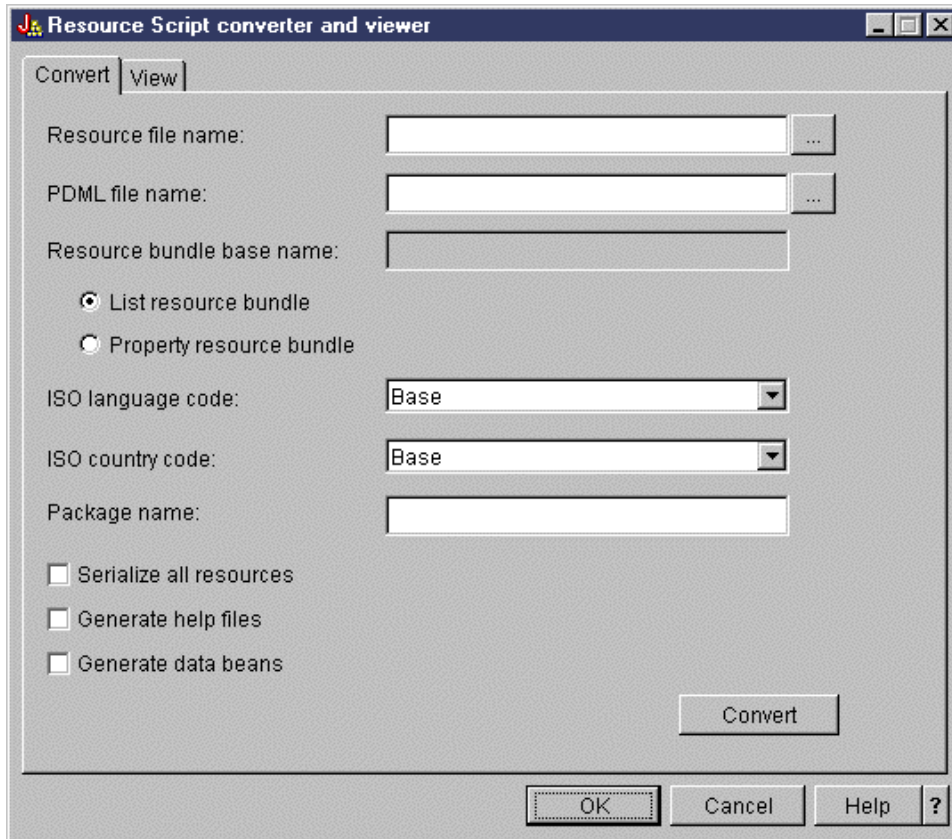 Resource Script converter and viewer
Convert View
Resource file name: ...
PDML file name: ...
Resource bundle base name:
List resource bundle
Property resource bundle
ISO language code: Base
ISO country code: Base
Package name:
Serialize all resources
Generate help files
Generate data beans
Convert
OK Cancel Help ?